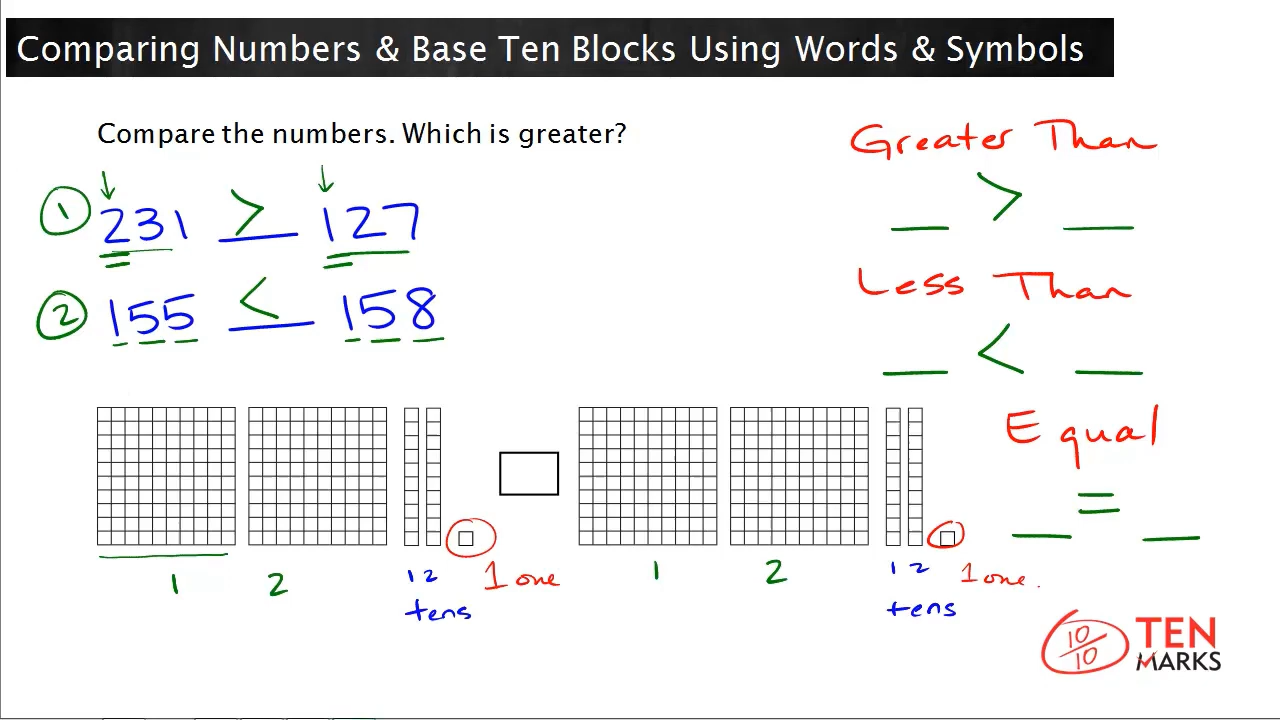 Comparing Numbers & Base Ten Blocks Using Words & Symbols
Compare the numbers. Which is greater?
1 231 > 127
2 155 < 158
Greater Than
>
Less Than
<
Equal
=
1 2 1 2 1 one 1 2 1 2 1 one.
tens tens
10/10 TEN
MARKS